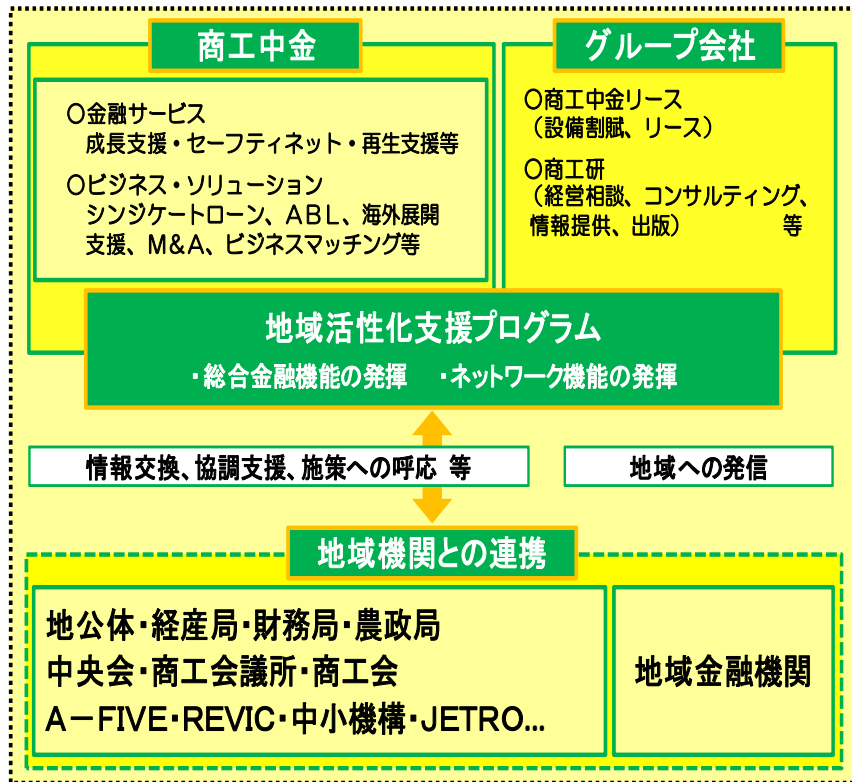 商工中金
〇金融サービス
成長支援・セーフティネット・再生支援等
〇ビジネス・ソリューション
シンジケートローン、ABL、海外展開
支援、M&A、ビジネスマッチング等
グループ会社
〇商工中金リース
（設備割賦、リース）
〇商工研
（経営相談、コンサルティング、
情報提供、出版）　　　　等
地域活性化支援プログラム
・総合金融機能の発揮　・ネットワーク機能の発揮
情報交換、協調支援、施策への呼応 等
地域への発信
地域機関との連携
地公体・経産局・財務局・農政局
中央会・商工会議所・商工会
A－FIVE・REVIC・中小機構・JETRO…
地域金融機関